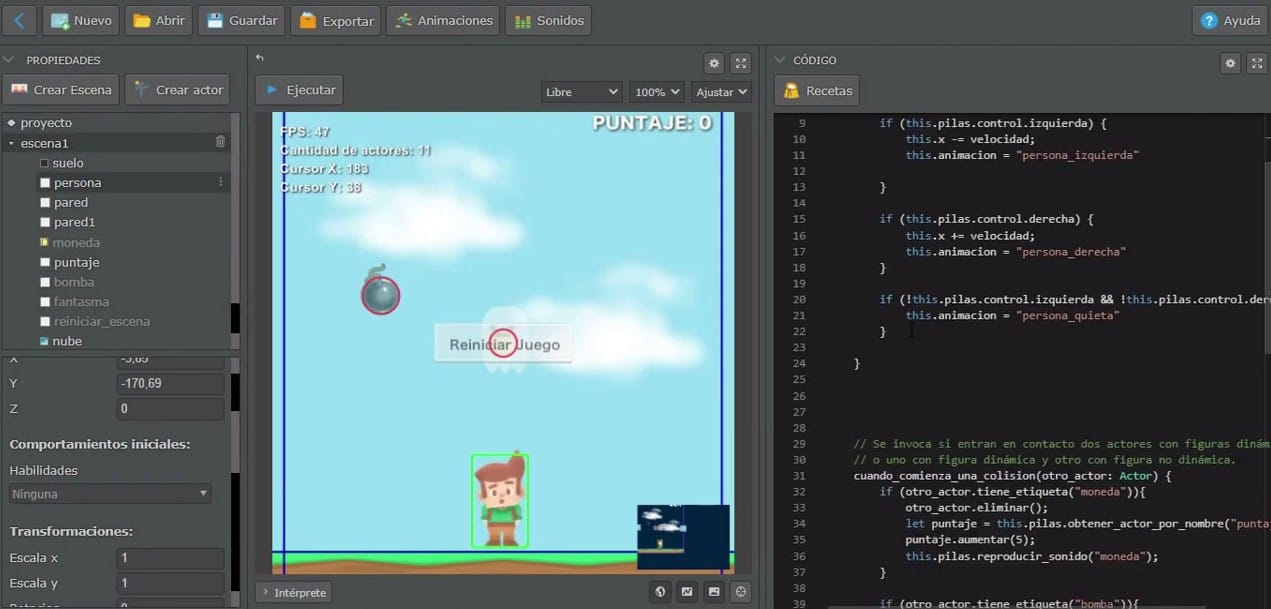 Nuevo
Abrir
Guardar
Exportar
Animaciones
Sonidos
Ayuda
PROPIEDADES
Crear Escena
Crear actor
proyecto
escena1
suelo
persona
pared
pared1
moneda
puntaje
bomba
fantasma
reiniciar_escena
nube
X
-3,65
Y
-170,69
Z
0
Comportamientos iniciales:
Habilidades
Ninguna
Transformaciones:
Escala x
1
Escala y
1
Ejecutar
Libre
100%
Ajustar
FPS: 47
PUNTAJE: 0
Cantidad de actores: 11
Cursor X: 183
Cursor Y: 38
Reiniciar Juego
Intérprete
CÓDIGO
Recetas
9 if (this.pilas.control.izquierda) {
10 this.x -= velocidad;
11 this.animacion = "persona_izquierda"
12
13 }
14
15 if (this.pilas.control.derecha) {
16 this.x += velocidad;
17 this.animacion = "persona_derecha"
18 }
19
20 if (!this.pilas.control.izquierda && !this.pilas.control.der
21 this.animacion = "persona_quieta"
22 }
23
24 }
25
26
27
28
29 // Se invoca si entran en contacto dos actores con figuras dinám
30 // o uno con figura dinámica y otro con figura no dinámica.
31 cuando_comienza_una_colision(otro_actor: Actor) {
32 if (otro_actor.tiene_etiqueta("moneda")){
33 otro_actor.eliminar();
34 let puntaje = this.pilas.obtener_actor_por_nombre("punta
35 puntaje.aumentar(5);
36 this.pilas.reproducir_sonido("moneda");
37 }
38
39 if (otro_actor.tiene_etiqueta("bomba")){